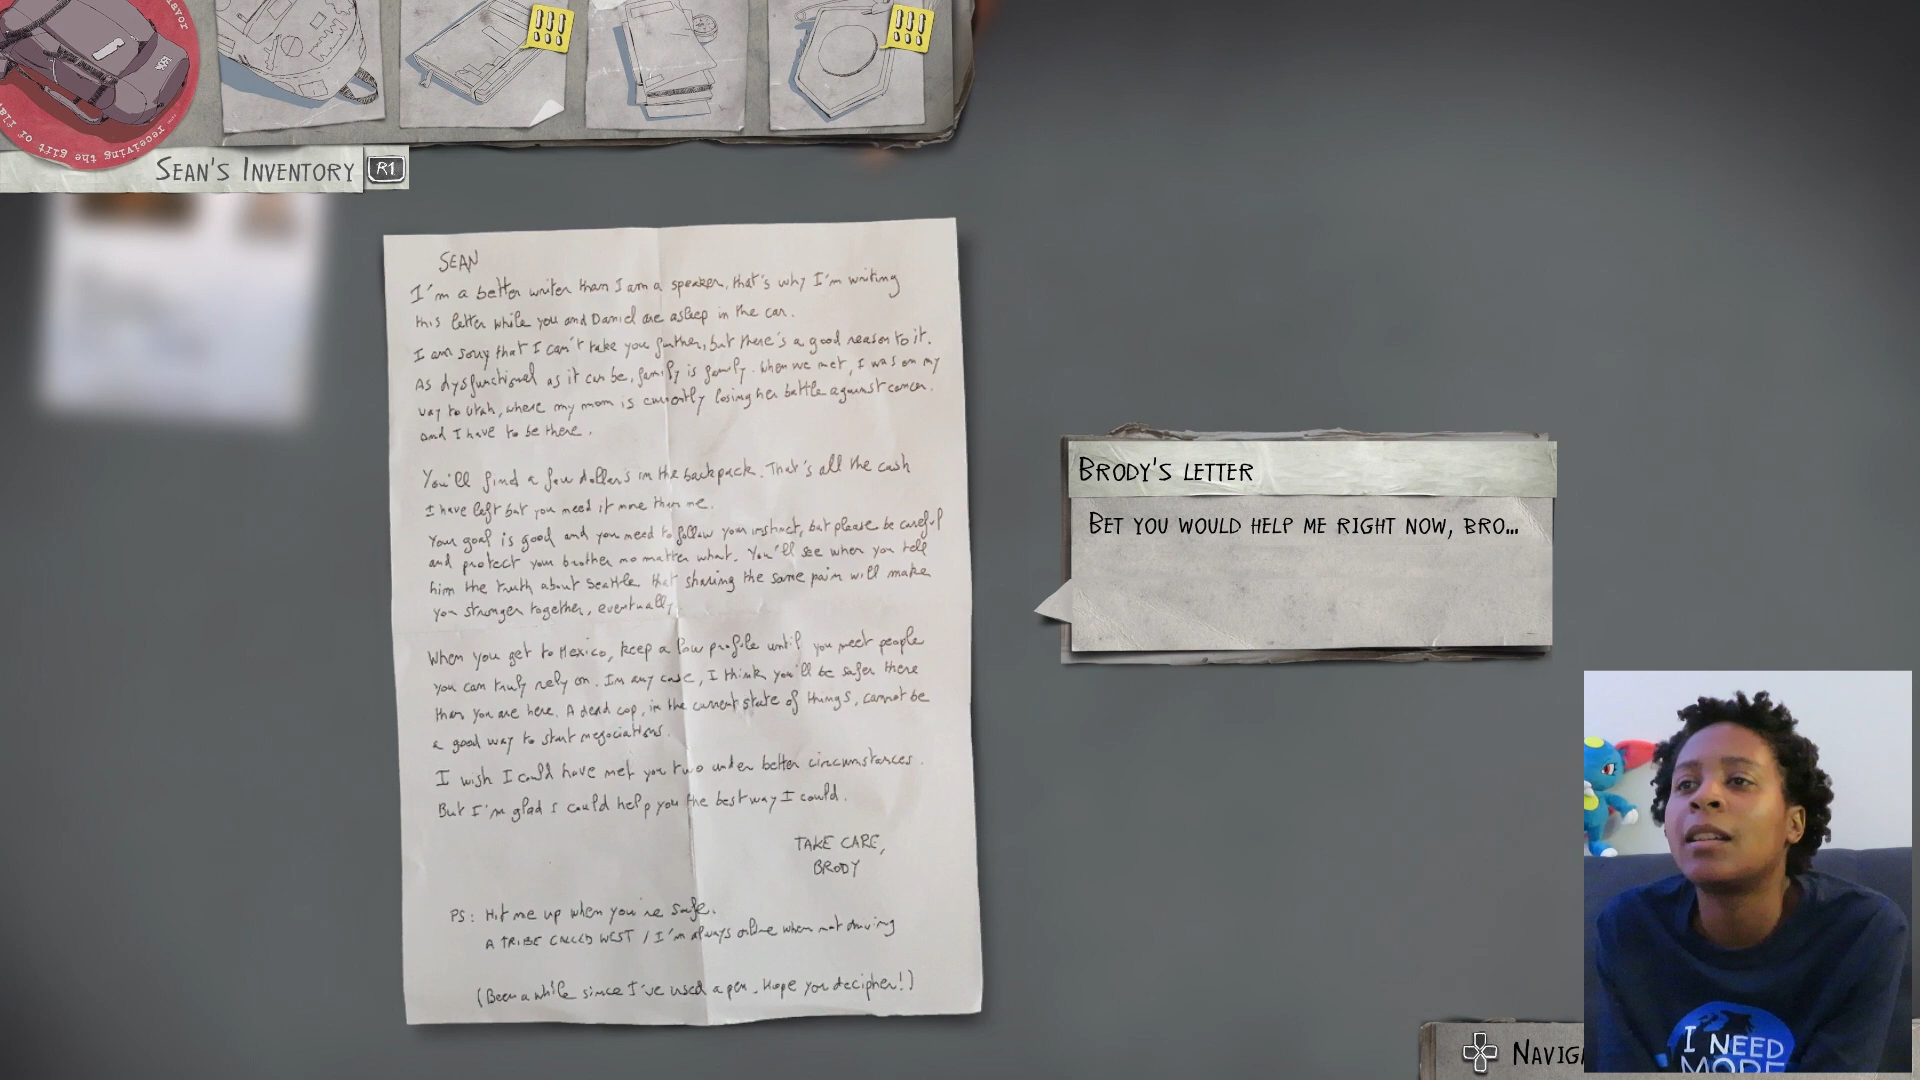 flavor
receiving the gift of
SEAN'S INVENTORY R1
SEAN
I'm a better writer than I am a speaker, that's why I'm writing
this letter while you and Daniel are asleep in the car.
I am sorry that I can't take you further, but there's a good reason to it.
As dysfunctional as it can be, family is family. When we met, I was on my
way to Utah, where my mom is currently losing her battle against cancer.
and I have to be there.
You'll find a few dollars in the backpack. That's all the cash
I have left but you need it more than me.
Your goal is good and you need to follow your instinct, but please be careful
and protect your brother no matter what. You'll see when you tell
him the truth about Seattle that sharing the same pain will make
you stronger together, eventually.
When you get to Mexico, keep a low profile until you meet people
you can truly rely on. In any case, I think you'll be safer there
than you are here. A dead cop, in the current state of things, cannot be
a good way to start negociations.
I wish I could have met you two under better circumstances.
But I'm glad I could help you the best way I could.
TAKE CARE,
BRODY
PS: Hit me up when you're safe.
A TRIBE CALLED WEST / I'm always online when not driving
(Been a while since I've used a pen. Hope you decipher!)
BRODY'S LETTER
BET YOU WOULD HELP ME RIGHT NOW, BRO...
I NEED
MORE